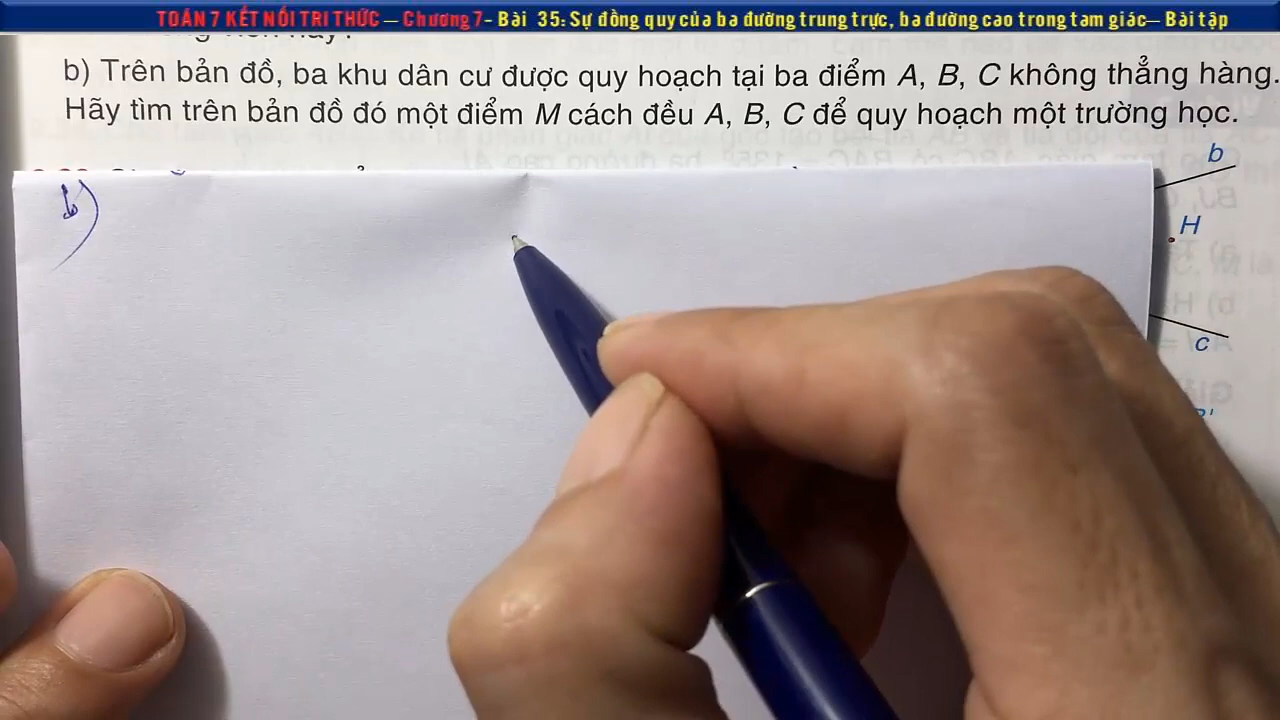 TOÁN 7 KẾT NỐI TRI THỨC – Chương 7 - Bài 35: Sự đồng quy của ba đường trung trực, ba đường cao trong tam giác – Bài tập
b) Trên bản đồ, ba khu dân cư được quy hoạch tại ba điểm A, B, C không thẳng hàng.
Hãy tìm trên bản đồ đó một điểm M cách đều A, B, C để quy hoạch một trường học.
b
b)
H
c